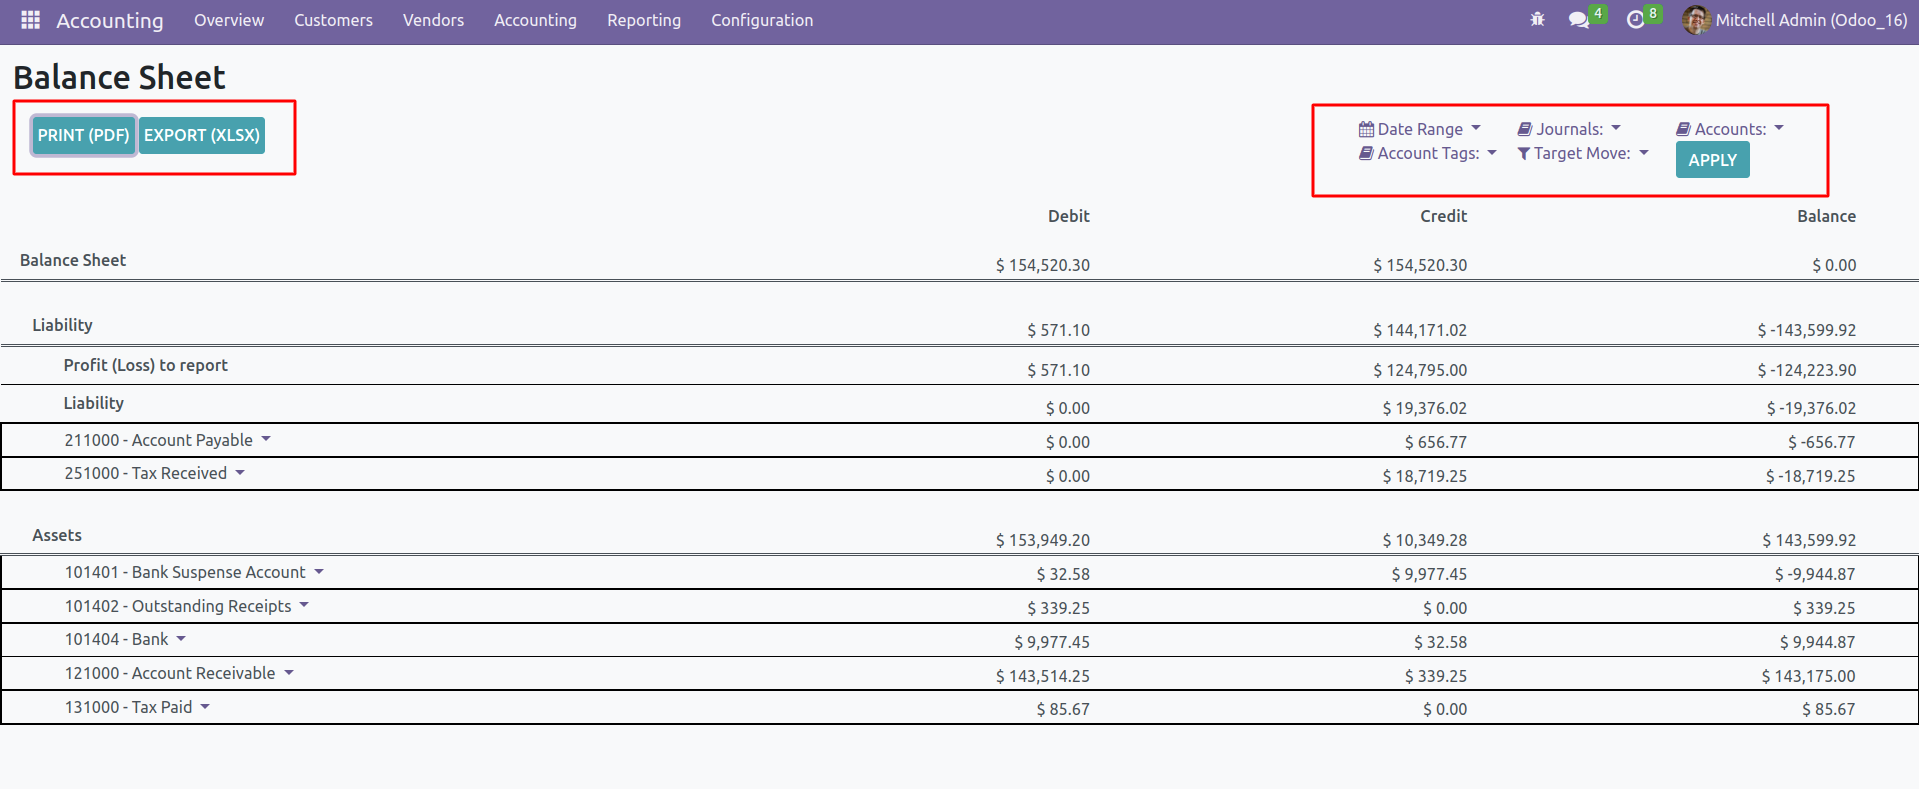 Accounting Overview Customers Vendors Accounting Reporting Configuration 4 8 Mitchell Admin (Odoo_16)
Balance Sheet
PRINT (PDF) EXPORT (XLSX)
Date Range Journals: Accounts:
Account Tags: Target Move: APPLY
Debit Credit Balance
Balance Sheet $ 154,520.30 $ 154,520.30 $ 0.00
Liability $ 571.10 $ 144,171.02 $ -143,599.92
Profit (Loss) to report $ 571.10 $ 124,795.00 $ -124,223.90
Liability $ 0.00 $ 19,376.02 $ -19,376.02
211000 - Account Payable $ 0.00 $ 656.77 $ -656.77
251000 - Tax Received $ 0.00 $ 18,719.25 $ -18,719.25
Assets $ 153,949.20 $ 10,349.28 $ 143,599.92
101401 - Bank Suspense Account $ 32.58 $ 9,977.45 $ -9,944.87
101402 - Outstanding Receipts $ 339.25 $ 0.00 $ 339.25
101404 - Bank $ 9,977.45 $ 32.58 $ 9,944.87
121000 - Account Receivable $ 143,514.25 $ 339.25 $ 143,175.00
131000 - Tax Paid $ 85.67 $ 0.00 $ 85.67